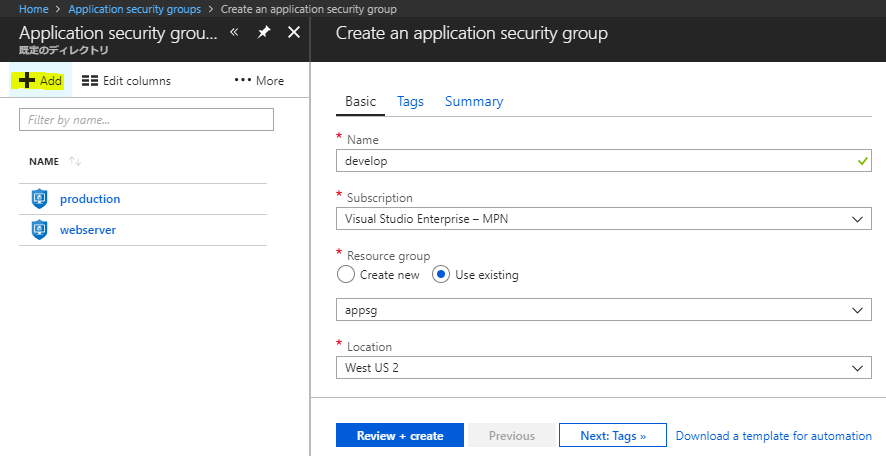 Home > Application security groups > Create an application security group
Application security grou...
既定のディレクトリ
Add
Edit columns
More
Filter by name...
NAME
production
webserver
Create an application security group
Basic
Tags
Summary
* Name
develop
* Subscription
Visual Studio Enterprise – MPN
* Resource group
Create new
Use existing
appsg
* Location
West US 2
Review + create
Previous
Next: Tags »
Download a template for automation